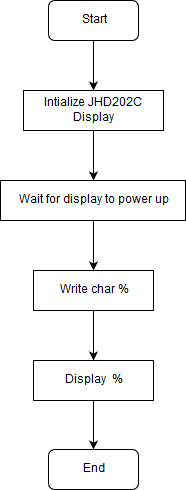 Start
Intialize JHD202C
Display
Wait for display to power up
Write char %
Display %
End